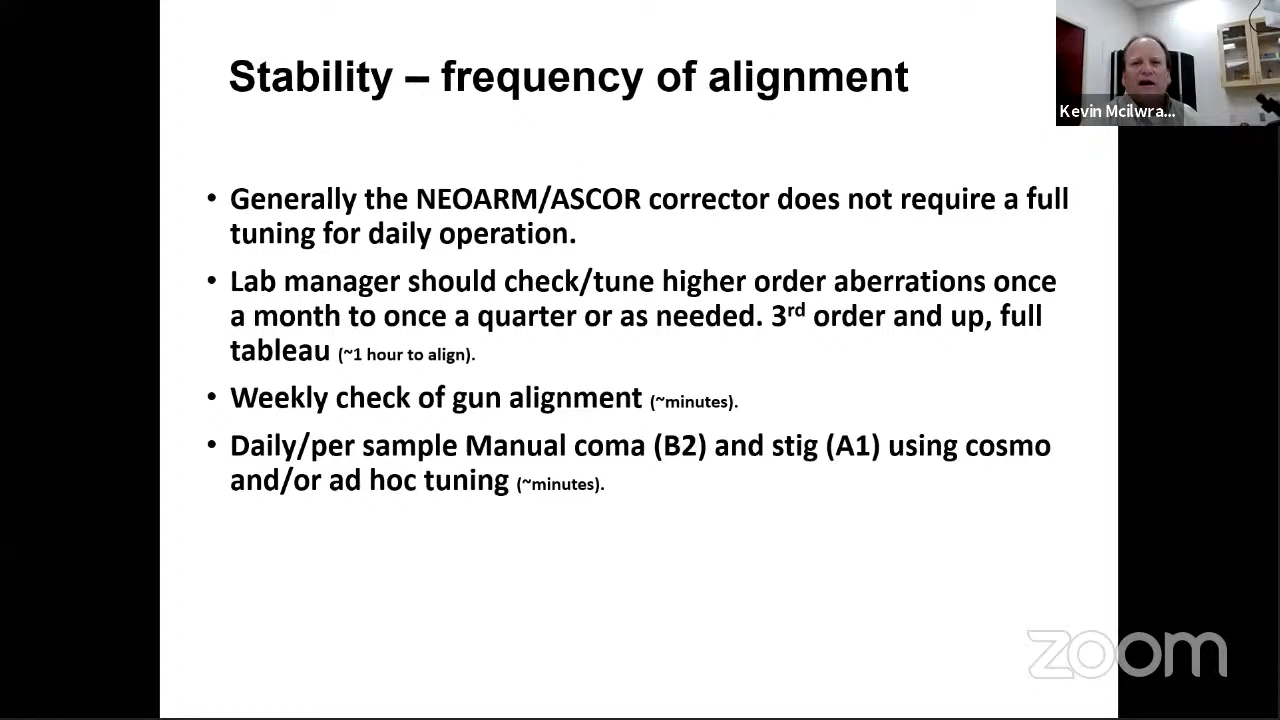 Stability – frequency of alignment
Kevin Mcilwra...
• Generally the NEOARM/ASCOR corrector does not require a full
tuning for daily operation.
• Lab manager should check/tune higher order aberrations once
a month to once a quarter or as needed. 3rd order and up, full
tableau (~1 hour to align).
• Weekly check of gun alignment (~minutes).
• Daily/per sample Manual coma (B2) and stig (A1) using cosmo
and/or ad hoc tuning (~minutes).
zoom